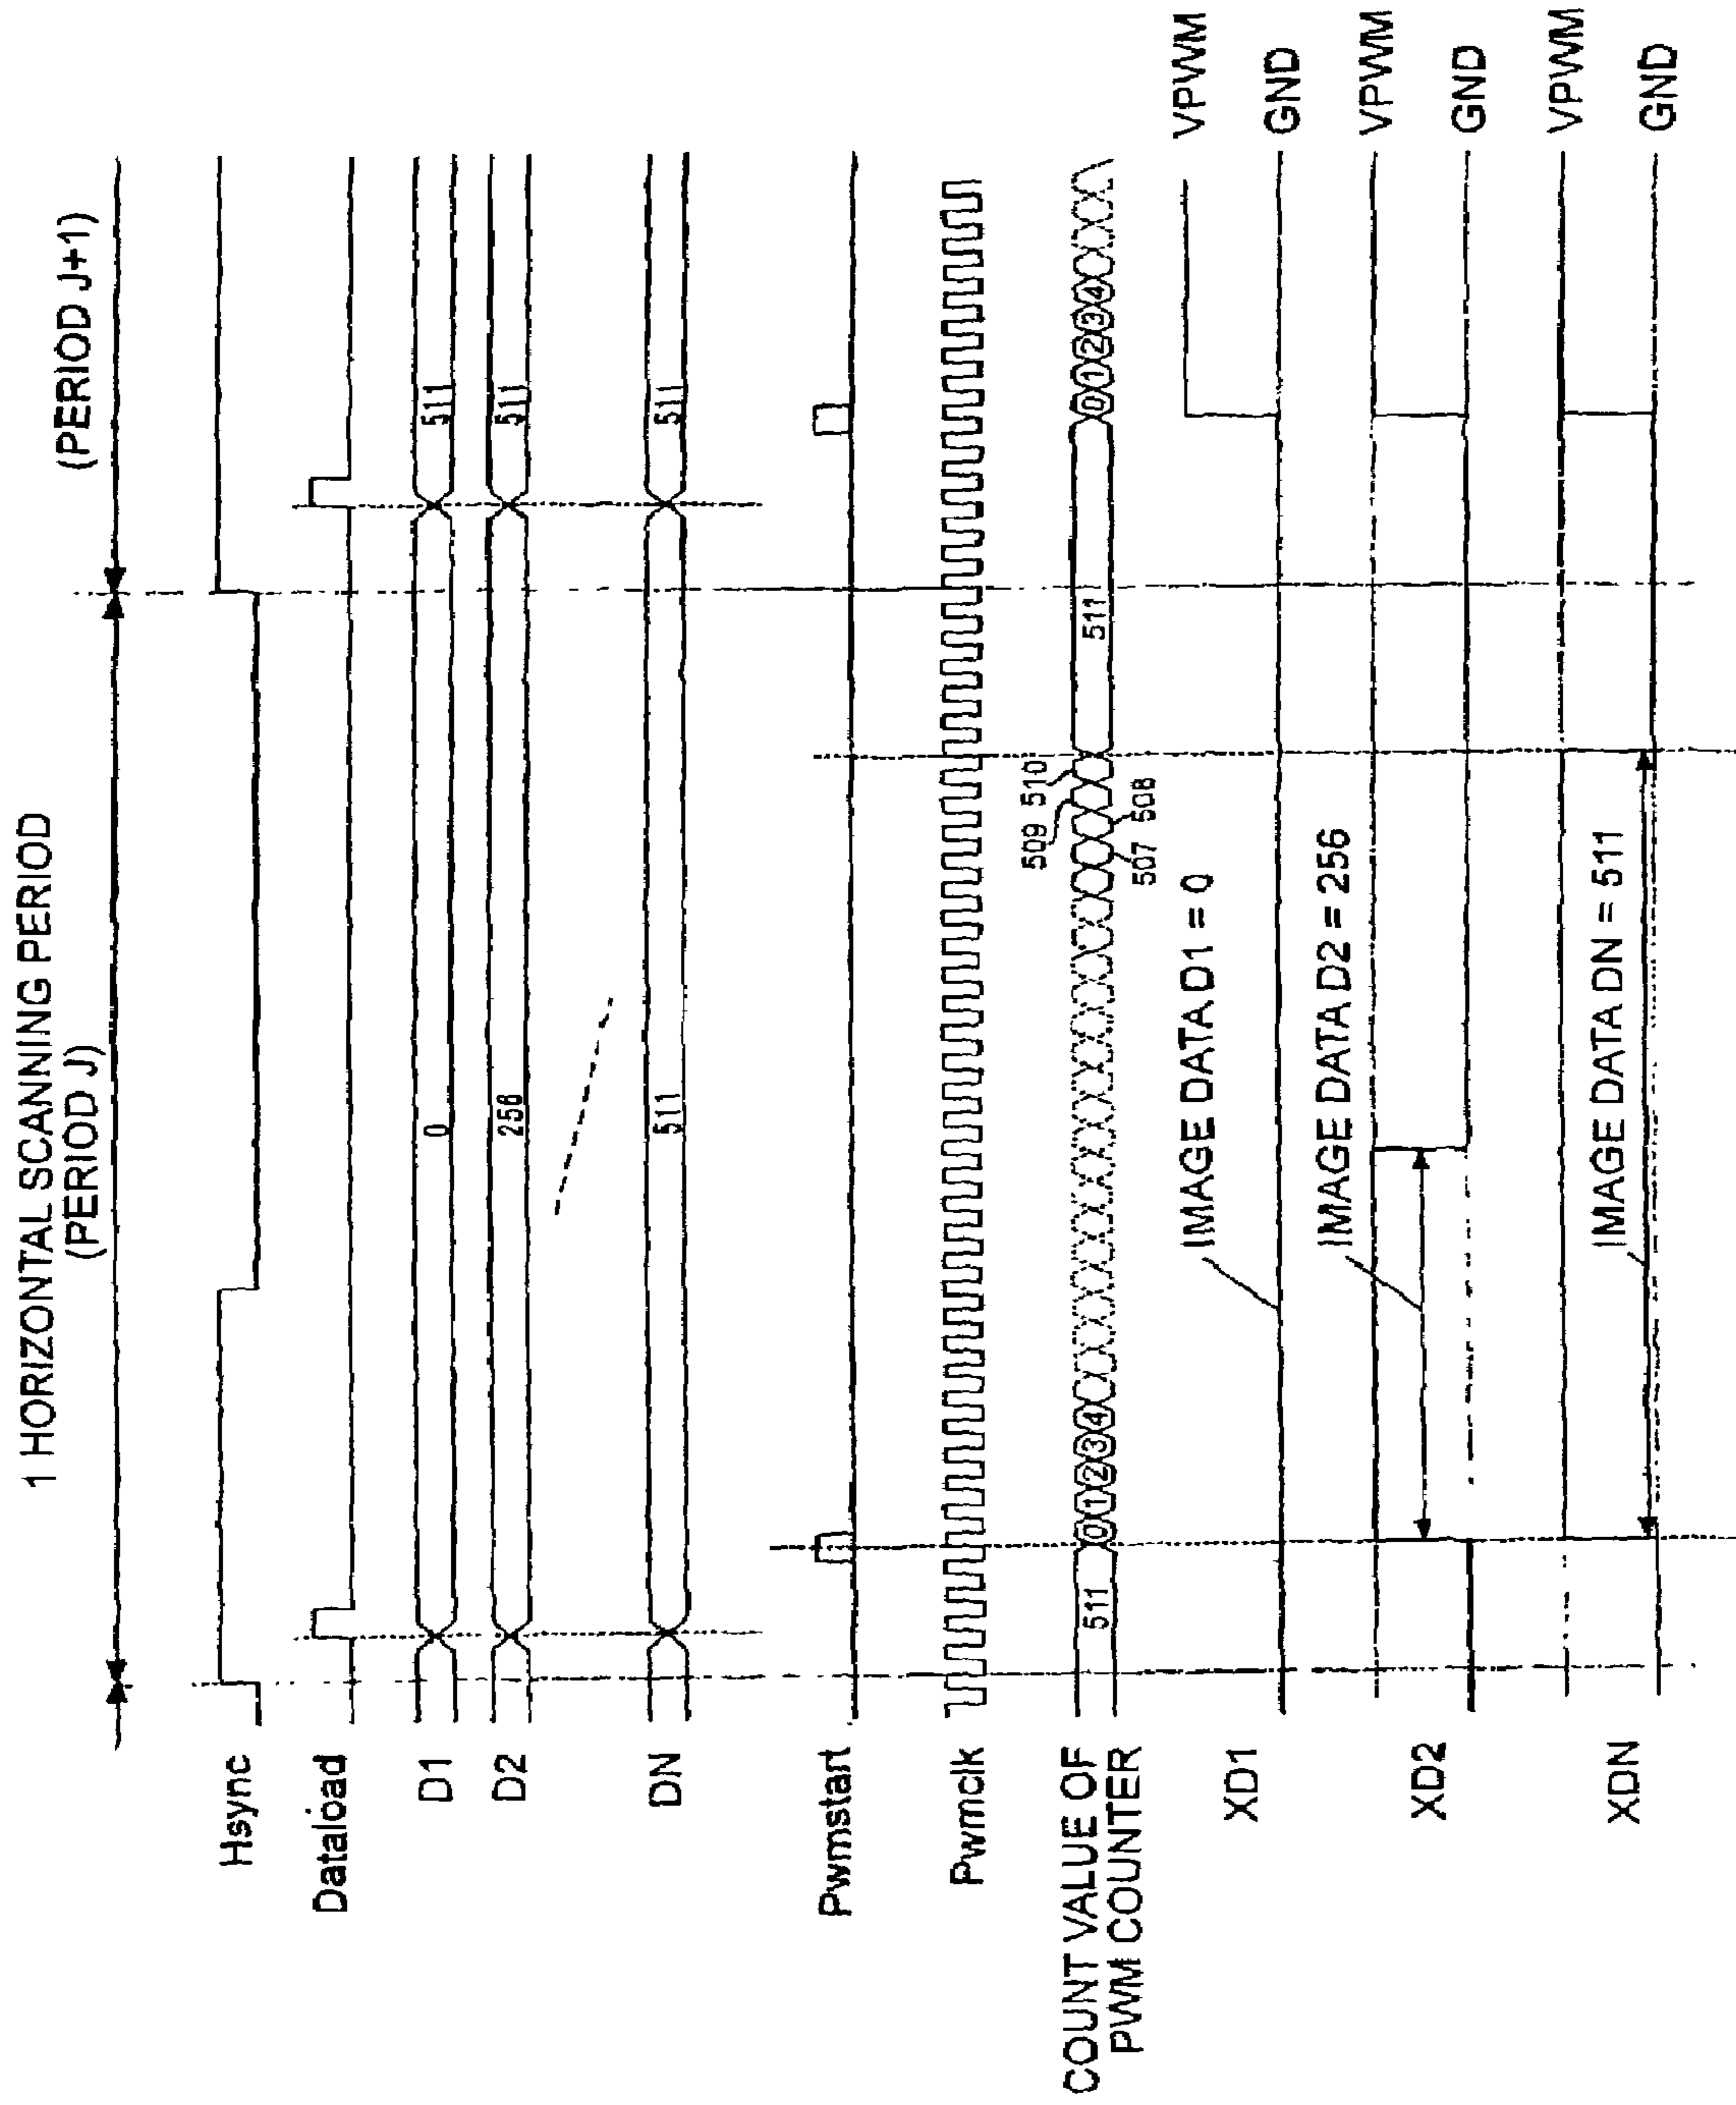 1 HORIZONTAL SCANNING PERIOD
(PERIOD J)
(PERIOD J+1)
Hsync
Dataload
D1
0
511
D2
256
511
DN
511
511
Pwmstart
Pwmclk
COUNT VALUE OF
PWM COUNTER
511
0 1 2 3 4
509 510
507 508
511
0 1 2 3 4
XD1
IMAGE DATA D1 = 0
VPWM
GND
XD2
IMAGE DATA D2 = 256
VPWM
GND
XDN
IMAGE DATA DN = 511
VPWM
GND